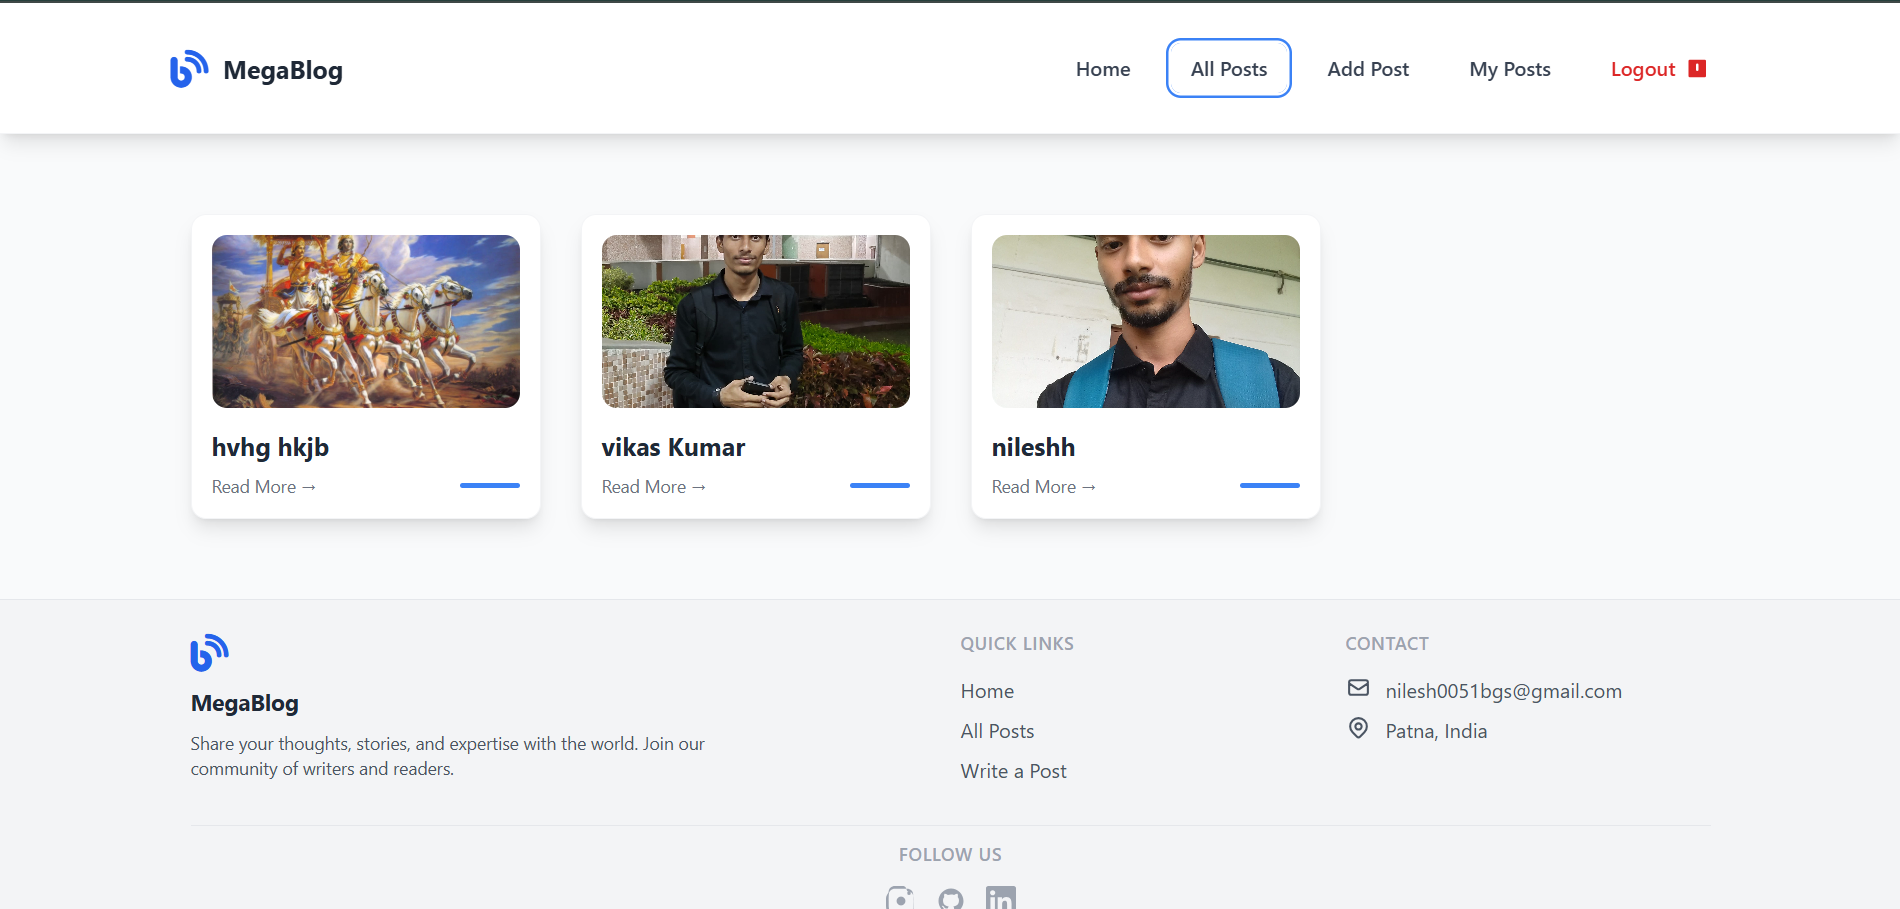 MegaBlog
Home All Posts Add Post My Posts Logout
hvhg hkjb
Read More →
vikas Kumar
Read More →
nileshh
Read More →
MegaBlog
Share your thoughts, stories, and expertise with the world. Join our
community of writers and readers.
QUICK LINKS
Home
All Posts
Write a Post
CONTACT
nilesh0051bgs@gmail.com
Patna, India
FOLLOW US